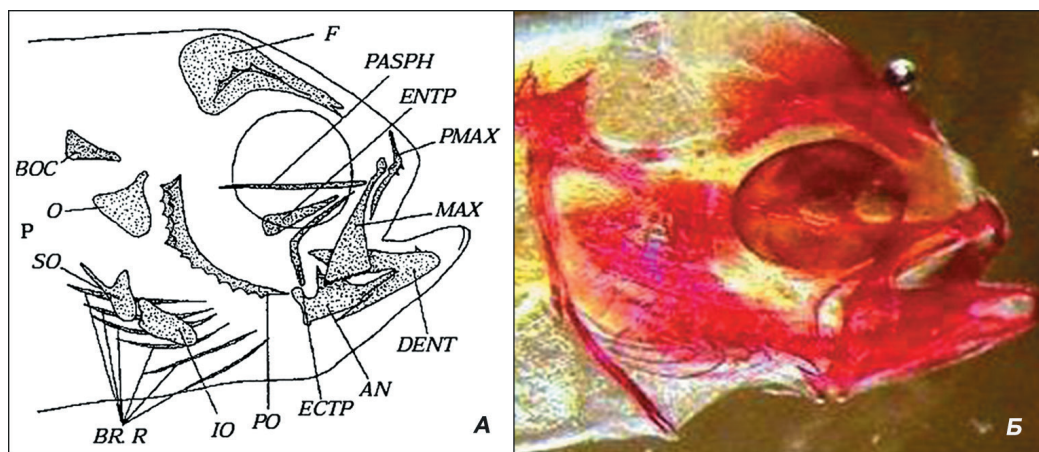 F
PASPH
ENTP
PMAX
BOC
O
MAX
P
SO
DENT
AN
ECTP
PO
IO
BR. R
А
Б